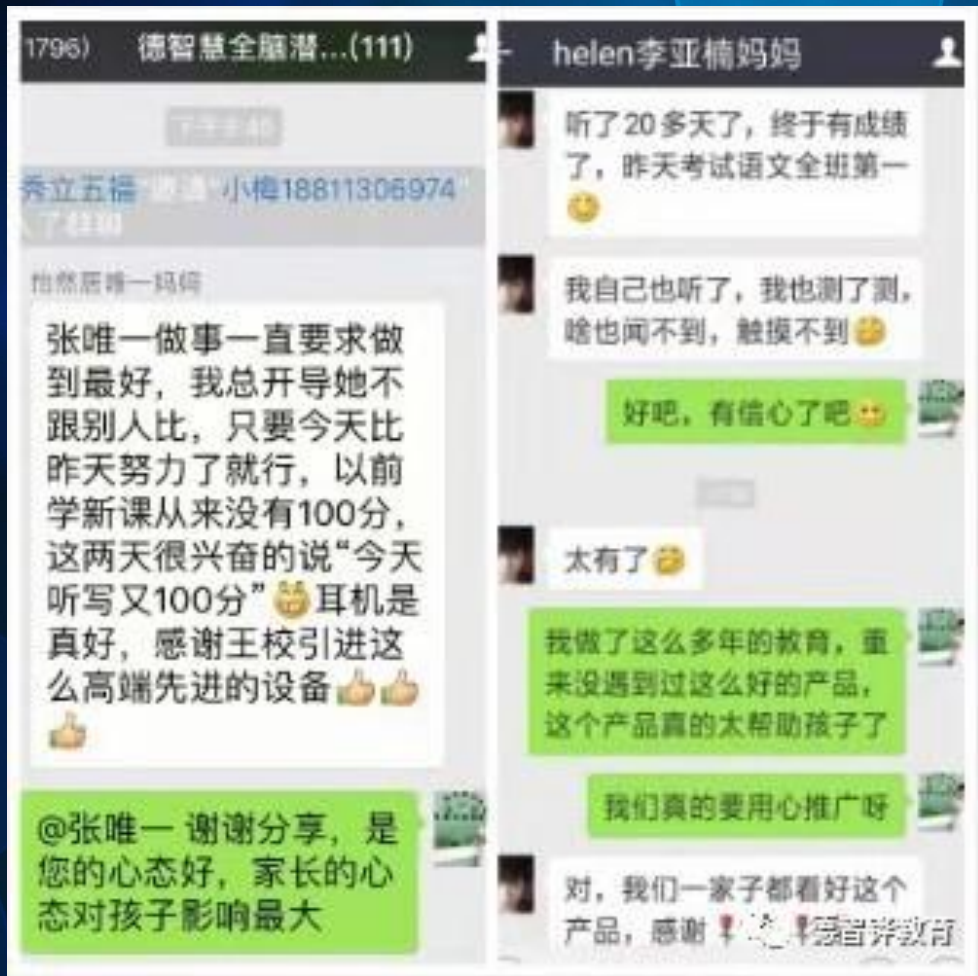 1796)
德智慧全脑潜...(111)
秀立五福
小梅18811306974"
怡然居唯一妈妈
张唯一做事一直要求做
到最好，我总开导她不
跟别人比，只要今天比
昨天努力了就行，以前
学新课从来没有100分，
这两天很兴奋的说“今天
听写又100分”😁耳机是
真好，感谢王校引进这
么高端先进的设备👍👍
👍
@张唯一 谢谢分享，是
您的心态好，家长的心
态对孩子影响最大
helen李亚楠妈妈
听了20多天了，终于有成绩
了，昨天考试语文全班第一
我自己也听了，我也测了测，
啥也闻不到，触摸不到
好吧，有信心了吧
太有了
我做了这么多年的教育，重
来没遇到过这么好的产品，
这个产品真的太帮助孩子了
我们真的要用心推广呀
对，我们一家子都看好这个
产品，感谢